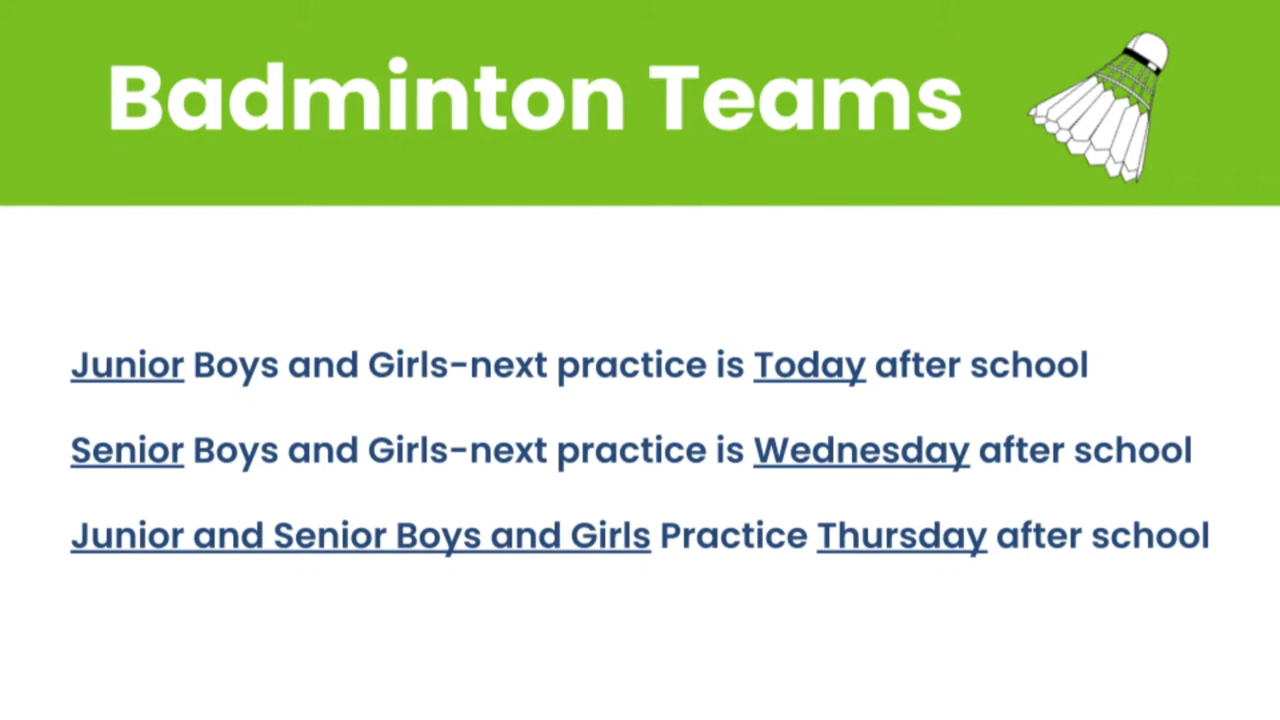 Badminton Teams
Junior Boys and Girls-next practice is Today after school
Senior Boys and Girls-next practice is Wednesday after school
Junior and Senior Boys and Girls Practice Thursday after school